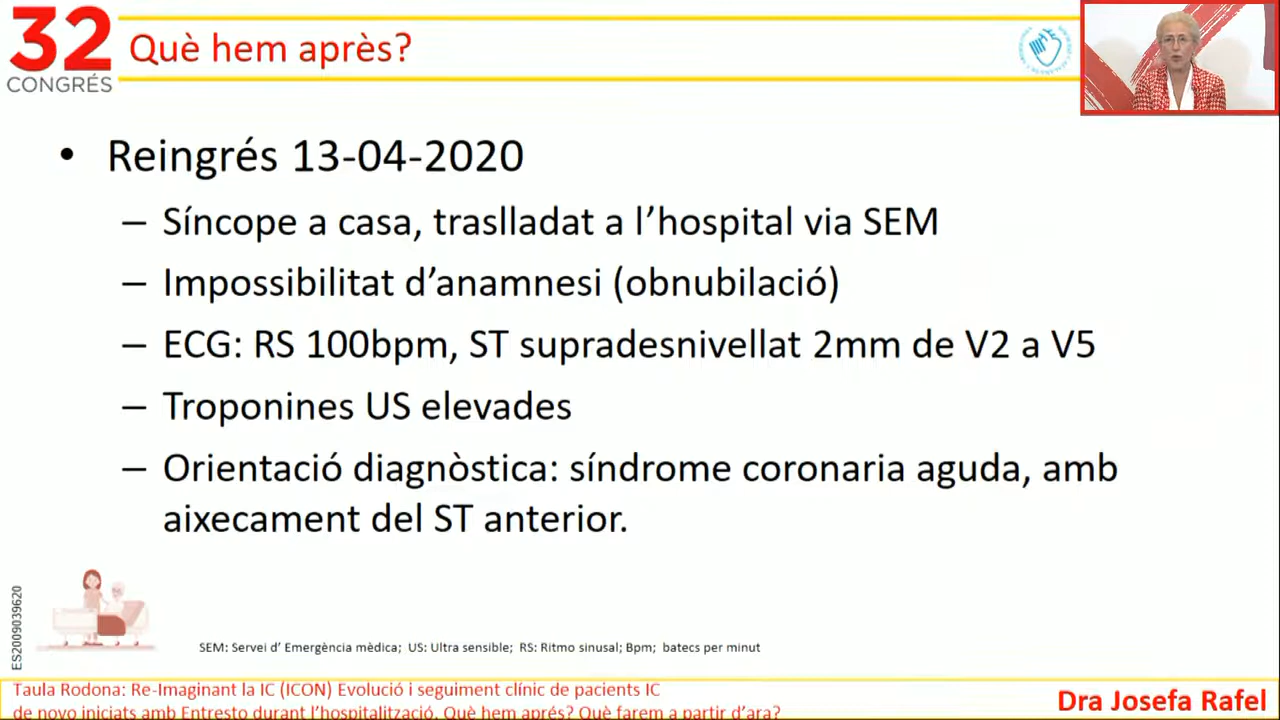 32
CONGRÉS
Què hem après?
• Reingrés 13-04-2020
– Síncope a casa, traslladat a l’hospital via SEM
– Impossibilitat d’anamnesi (obnubilació)
– ECG: RS 100bpm, ST supradesnivellat 2mm de V2 a V5
– Troponines US elevades
– Orientació diagnòstica: síndrome coronaria aguda, amb
aixecament del ST anterior.
ES2009039620
SEM: Servei d’ Emergència mèdica; US: Ultra sensible; RS: Ritmo sinusal; Bpm; batecs per minut
Taula Rodona: Re-Imaginant la IC (ICON) Evolució i seguiment clínic de pacients IC
de novo iniciats amb Entresto durant l’hospitalització. Què hem aprés? Què farem a partir d’ara?
Dra Josefa Rafel